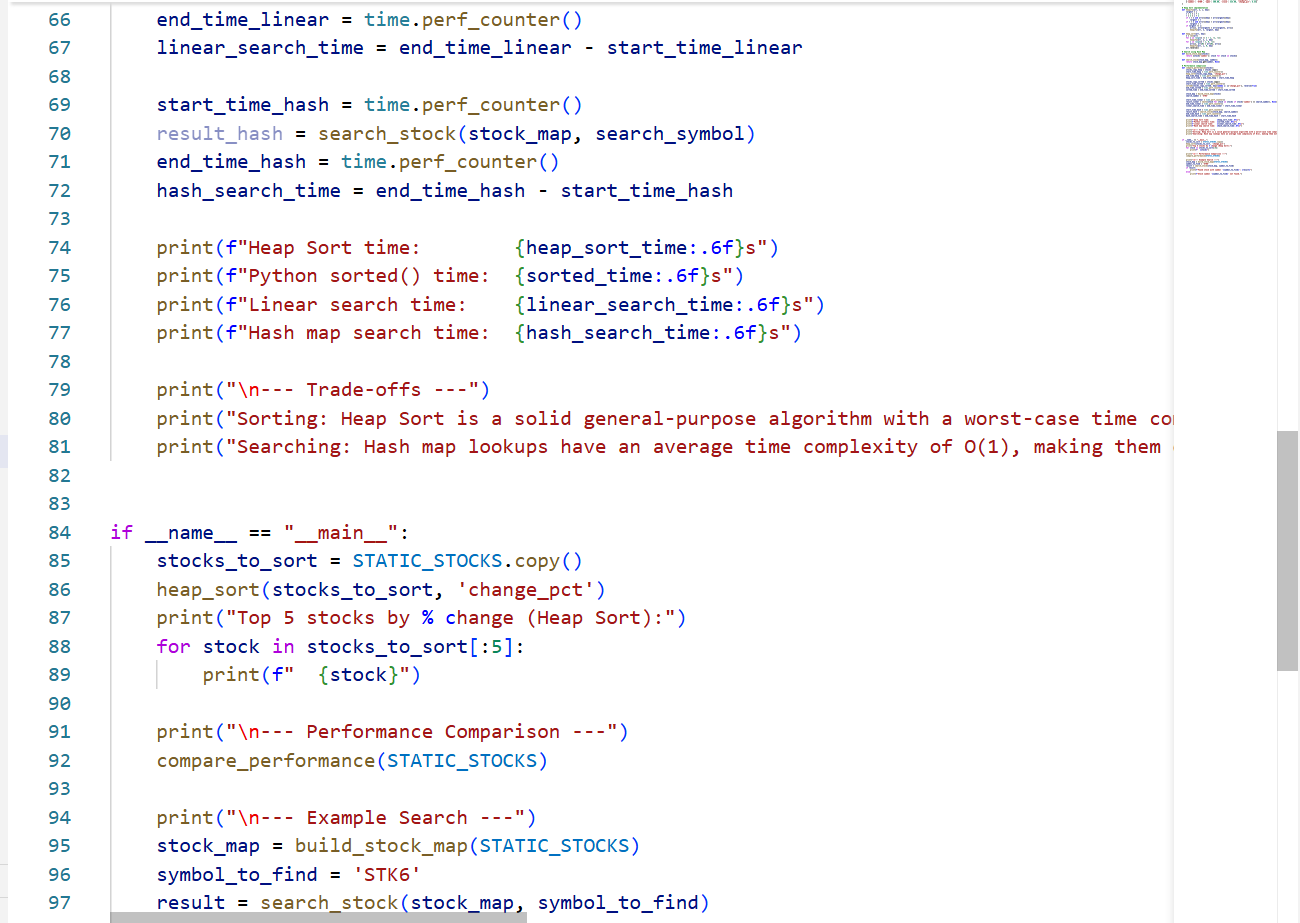 66 end_time_linear = time.perf_counter()
67 linear_search_time = end_time_linear - start_time_linear
68
69 start_time_hash = time.perf_counter()
70 result_hash = search_stock(stock_map, search_symbol)
71 end_time_hash = time.perf_counter()
72 hash_search_time = end_time_hash - start_time_hash
73
74 print(f"Heap Sort time:        {heap_sort_time:.6f}s")
75 print(f"Python sorted() time:  {sorted_time:.6f}s")
76 print(f"Linear search time:    {linear_search_time:.6f}s")
77 print(f"Hash map search time:  {hash_search_time:.6f}s")
78
79 print("\n--- Trade-offs ---")
80 print("Sorting: Heap Sort is a solid general-purpose algorithm with a worst-case time
81 print("Searching: Hash map lookups have an average time complexity of O(1), making them
82
83
84 if __name__ == "__main__":
85     stocks_to_sort = STATIC_STOCKS.copy()
86     heap_sort(stocks_to_sort, 'change_pct')
87     print("Top 5 stocks by % change (Heap Sort):")
88     for stock in stocks_to_sort[:5]:
89         print(f"  {stock}")
90
91     print("\n--- Performance Comparison ---")
92     compare_performance(STATIC_STOCKS)
93
94     print("\n--- Example Search ---")
95     stock_map = build_stock_map(STATIC_STOCKS)
96     symbol_to_find = 'STK6'
97     result = search_stock(stock_map, symbol_to_find)